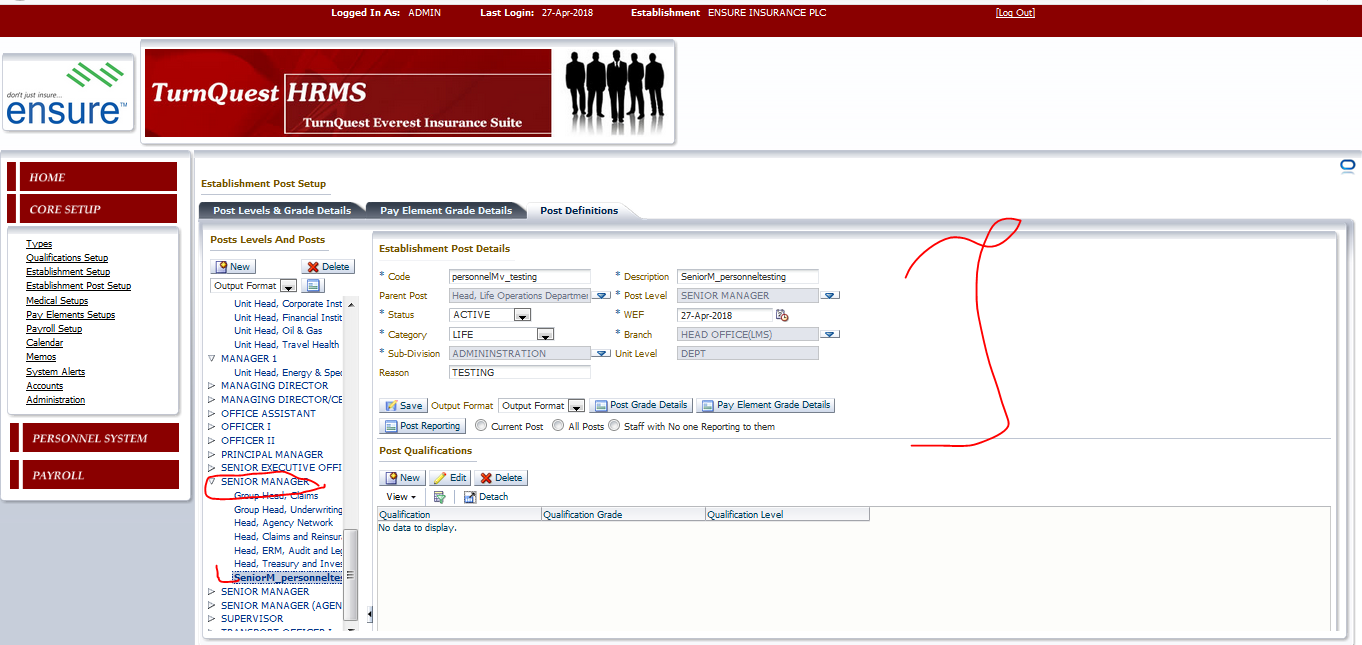 Logged In As: ADMIN Last Login: 27-Apr-2018 Establishment ENSURE INSURANCE PLC [Log Out]
don't just insure...
ensure™
TurnQuest HRMS
TurnQuest Everest Insurance Suite
HOME
CORE SETUP
Types
Qualifications Setup
Establishment Setup
Establishment Post Setup
Medical Setups
Pay Elements Setups
Payroll Setup
Calendar
Memos
System Alerts
Accounts
Administration
PERSONNEL SYSTEM
PAYROLL
Establishment Post Setup
Post Levels & Grade Details Pay Element Grade Details Post Definitions
Posts Levels And Posts
New Delete
Output Format
Unit Head, Corporate Inst
Unit Head, Financial Instit
Unit Head, Oil & Gas
Unit Head, Travel Health
MANAGER 1
Unit Head, Energy & Spec
MANAGING DIRECTOR
MANAGING DIRECTOR/CE
OFFICE ASSISTANT
OFFICER I
OFFICER II
PRINCIPAL MANAGER
SENIOR EXECUTIVE OFFI
SENIOR MANAGER
Group Head, Claims
Group Head, Underwriting
Head, Agency Network
Head, Claims and Reinsur
Head, ERM, Audit and Leg
Head, Treasury and Inves
SeniorM_personneltes
SENIOR MANAGER
SENIOR MANAGER (AGEN
SUPERVISOR
TRANSPORT OFFICER I
Establishment Post Details
* Code personnelMv_testing * Description SeniorM_personneltesting
Parent Post Head, Life Operations Departmer * Post Level SENIOR MANAGER
* Status ACTIVE * WEF 27-Apr-2018
* Category LIFE * Branch HEAD OFFICE(LMS)
* Sub-Division ADMININSTRATION Unit Level DEPT
Reason TESTING
Save Output Format Output Format Post Grade Details Pay Element Grade Details
Post Reporting Current Post All Posts Staff with No one Reporting to them
Post Qualifications
New Edit Delete
View Detach
Qualification Qualification Grade Qualification Level
No data to display.